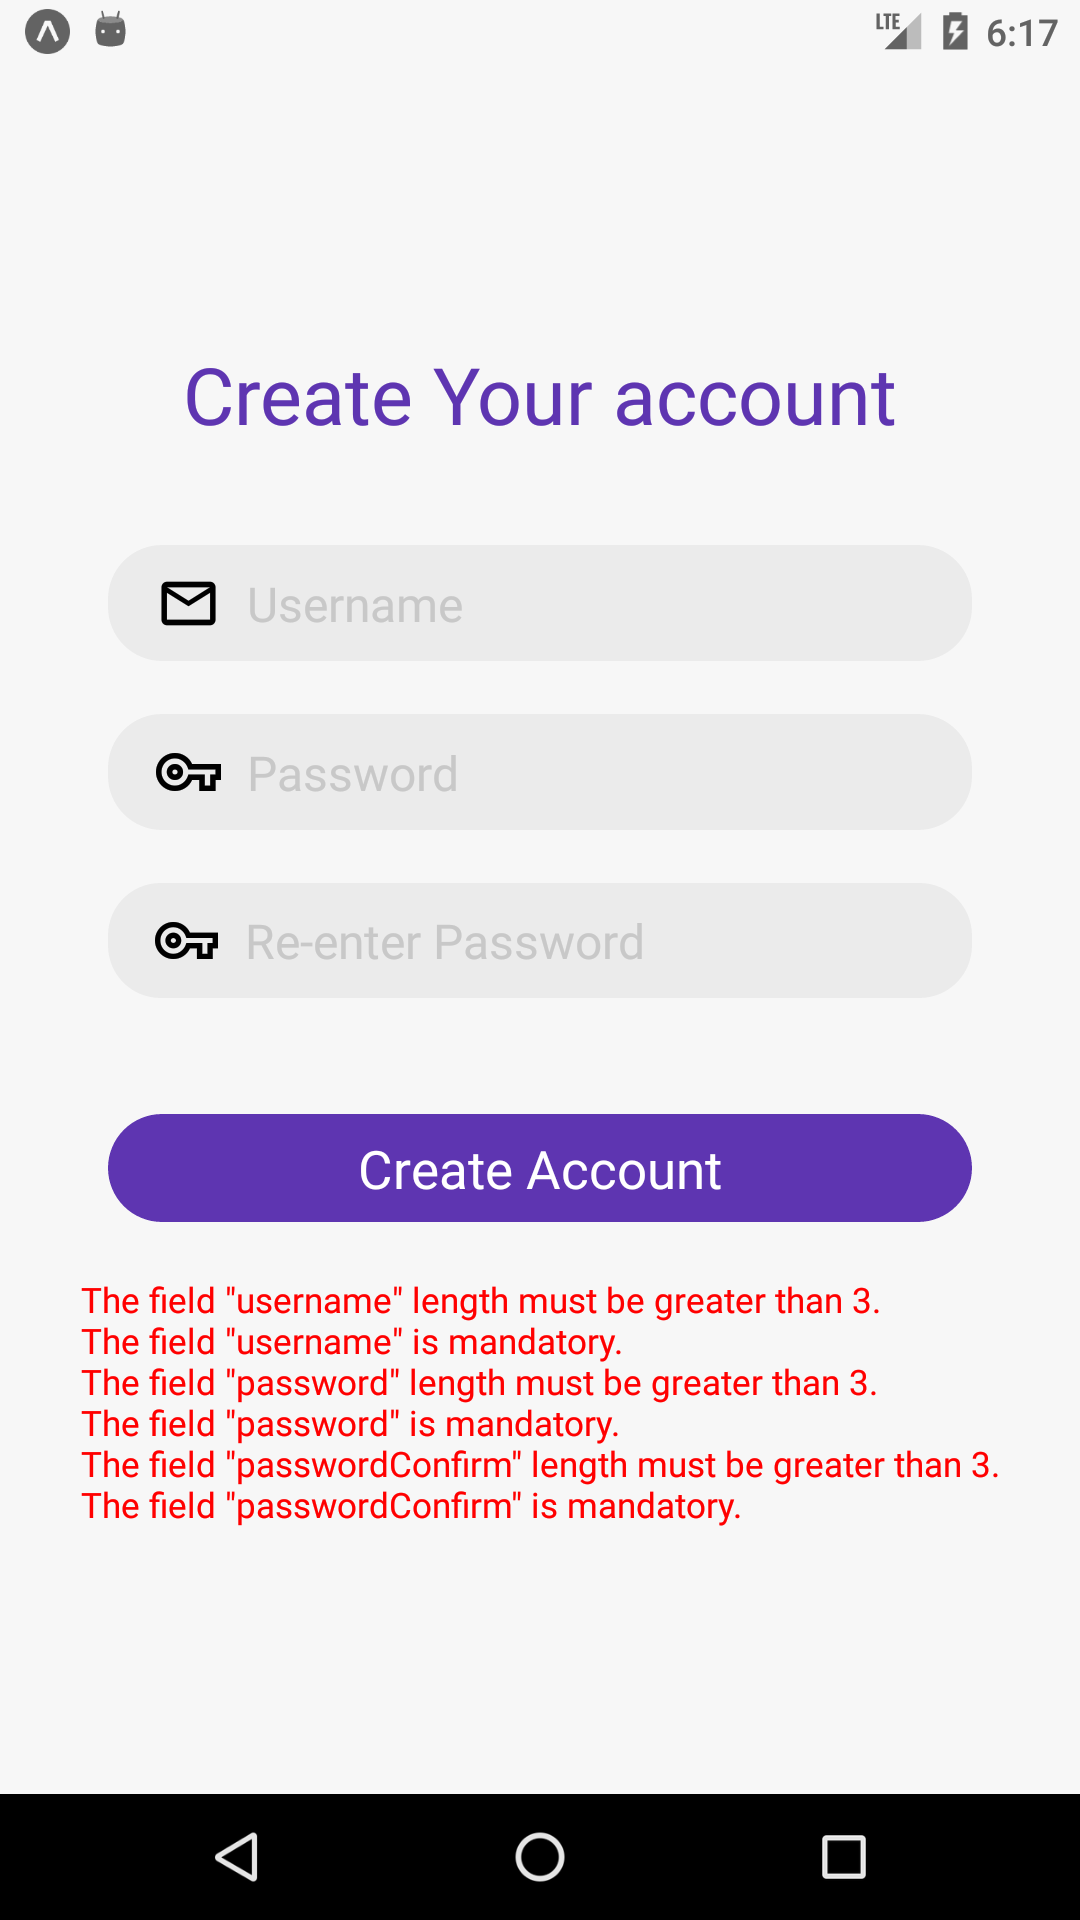 LTE 6:17
Create Your account
Username
Password
Re-enter Password
Create Account
The field "username" length must be greater than 3.
The field "username" is mandatory.
The field "password" length must be greater than 3.
The field "password" is mandatory.
The field "passwordConfirm" length must be greater than 3.
The field "passwordConfirm" is mandatory.